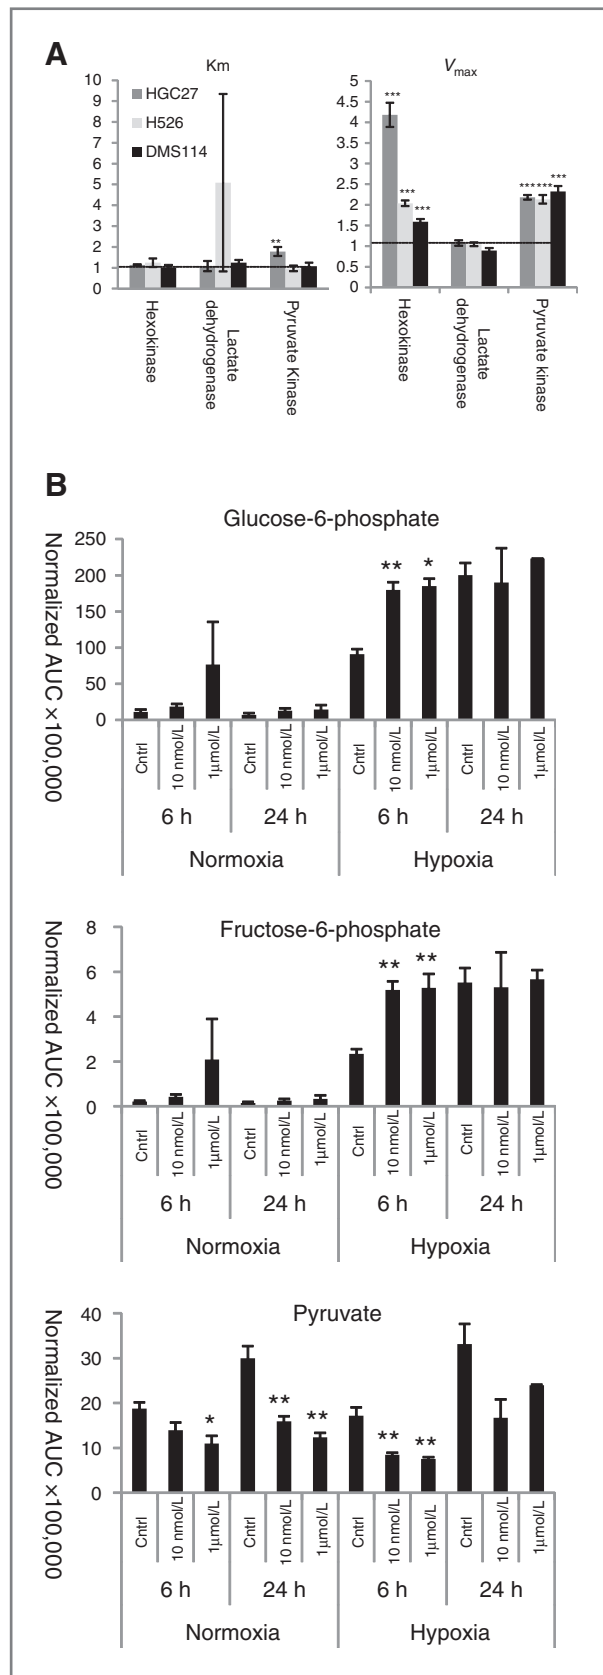 A
Km
10
9
8
7
6
5
4
3
2
1
0
HGC27
H526
DMS114
**
Hexokinase
Lactate
dehydrogenase
Pyruvate Kinase
Vmax
5
4.5
4
3.5
3
2.5
2
1.5
1
0.5
0
***
***
***
***
***
***
Hexokinase
Lactate
dehydrogenase
Pyruvate kinase
B
Glucose-6-phosphate
Normalized AUC ×100,000
250
200
150
100
50
0
** *
Cntrl 10 nmol/L 1µmol/L Cntrl 10 nmol/L 1µmol/L Cntrl 10 nmol/L 1µmol/L Cntrl 10 nmol/L 1µmol/L
6 h 24 h 6 h 24 h
Normoxia Hypoxia
Fructose-6-phosphate
Normalized AUC ×100,000
8
6
4
2
0
** **
Cntrl 10 nmol/L 1µmol/L Cntrl 10 nmol/L 1µmol/L Cntrl 10 nmol/L 1µmol/L Cntrl 10 nmol/L 1µmol/L
6 h 24 h 6 h 24 h
Normoxia Hypoxia
Pyruvate
Normalized AUC ×100,000
40
30
20
10
0
* ** ** ** **
Cntrl 10 nmol/L 1µmol/L Cntrl 10 nmol/L 1µmol/L Cntrl 10 nmol/L 1µmol/L Cntrl 10 nmol/L 1µmol/L
6 h 24 h 6 h 24 h
Normoxia Hypoxia